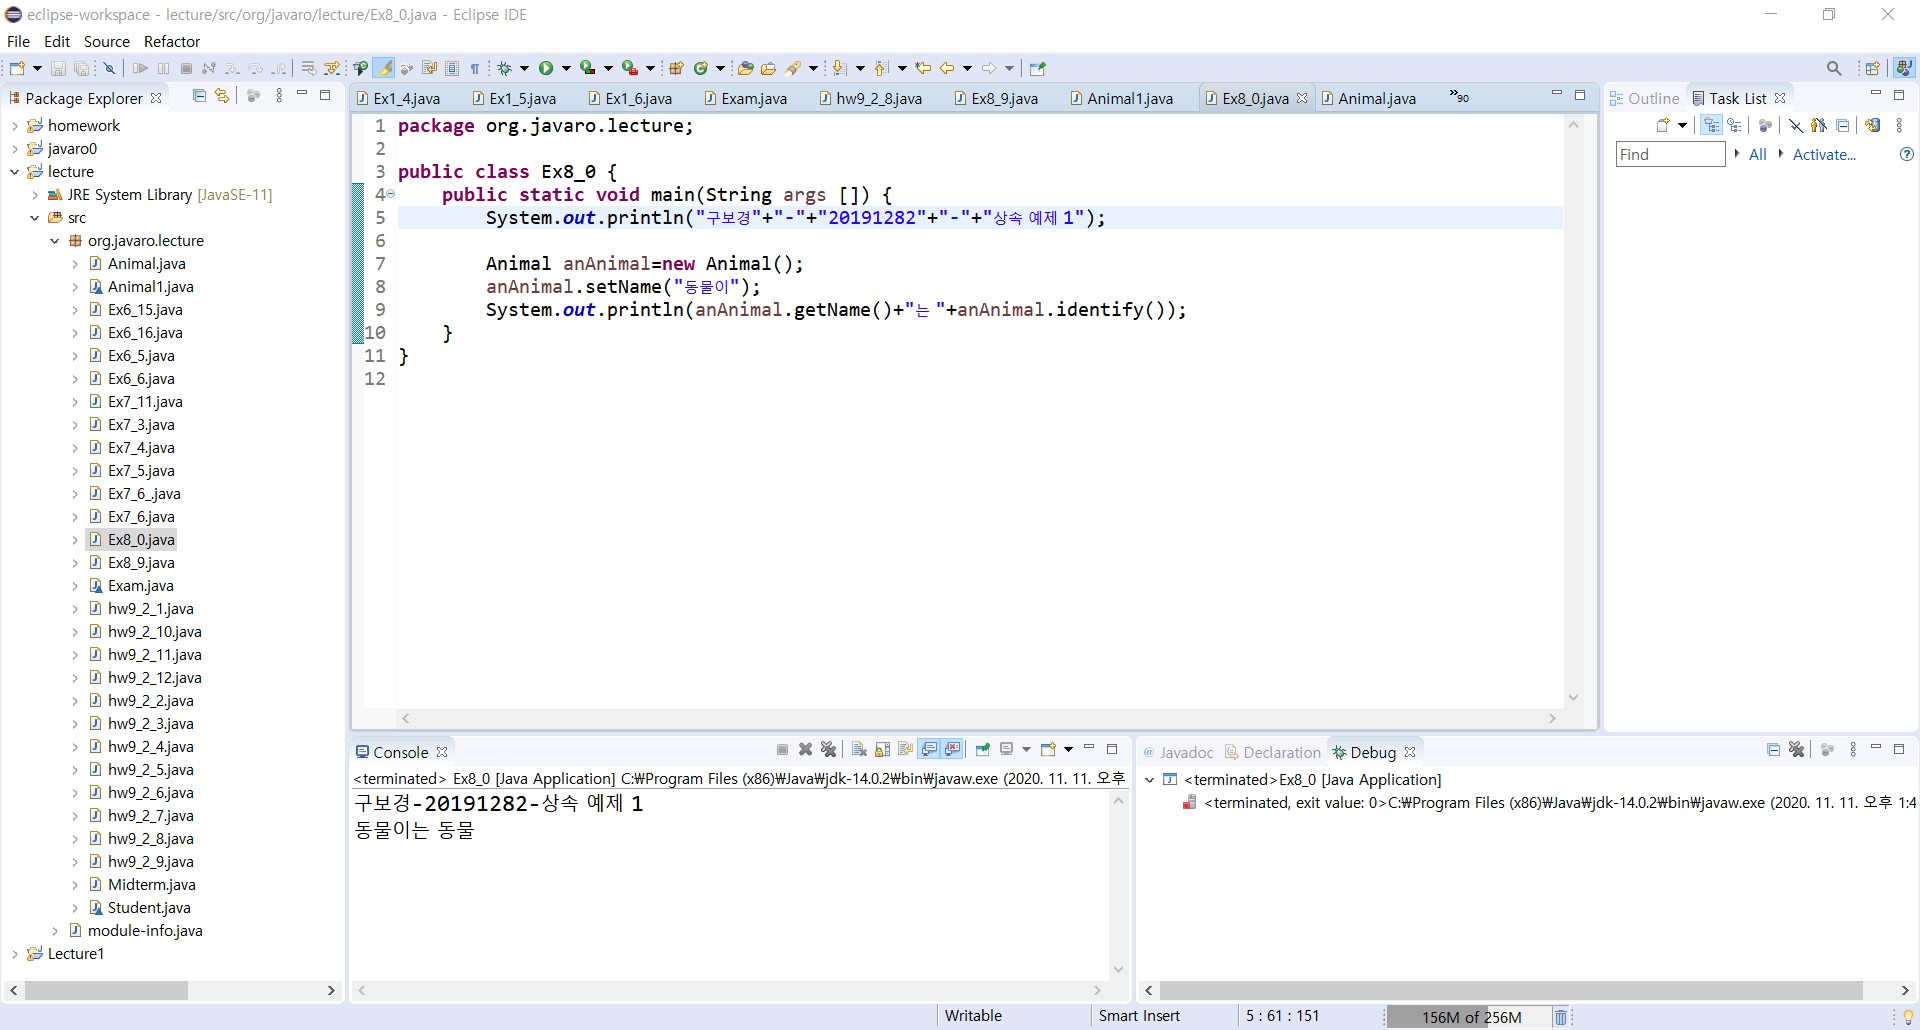 eclipse-workspace - lecture/src/org/javaro/lecture/Ex8_0.java - Eclipse IDE
File Edit Source Refactor
Package Explorer
homework
javaro0
lecture
JRE System Library [JavaSE-11]
src
org.javaro.lecture
Animal.java
Animal1.java
Ex6_15.java
Ex6_16.java
Ex6_5.java
Ex6_6.java
Ex7_11.java
Ex7_3.java
Ex7_4.java
Ex7_5.java
Ex7_6_.java
Ex7_6.java
Ex8_0.java
Ex8_9.java
Exam.java
hw9_2_1.java
hw9_2_10.java
hw9_2_11.java
hw9_2_12.java
hw9_2_2.java
hw9_2_3.java
hw9_2_4.java
hw9_2_5.java
hw9_2_6.java
hw9_2_7.java
hw9_2_8.java
hw9_2_9.java
Midterm.java
Student.java
module-info.java
Lecture1
Ex1_4.java Ex1_5.java Ex1_6.java Exam.java hw9_2_8.java Ex8_9.java Animal1.java Ex8_0.java Animal.java »90
1 package org.javaro.lecture;
2
3 public class Ex8_0 {
4 public static void main(String args []) {
5 System.out.println("구보경"+"-"+"20191282"+"-"+"상속 예제 1");
6
7 Animal anAnimal=new Animal();
8 anAnimal.setName("동물이");
9 System.out.println(anAnimal.getName()+"는 "+anAnimal.identify());
10 }
11 }
12
Outline Task List
Find All Activate...
Console
<terminated> Ex8_0 [Java Application] C:₩Program Files (x86)₩Java₩jdk-14.0.2₩bin₩javaw.exe (2020. 11. 11. 오후
구보경-20191282-상속 예제 1
동물이는 동물
Javadoc Declaration Debug
<terminated>Ex8_0 [Java Application]
<terminated, exit value: 0>C:₩Program Files (x86)₩Java₩jdk-14.0.2₩bin₩javaw.exe (2020. 11. 11. 오후 1:4
Writable Smart Insert 5 : 61 : 151 156M of 256M